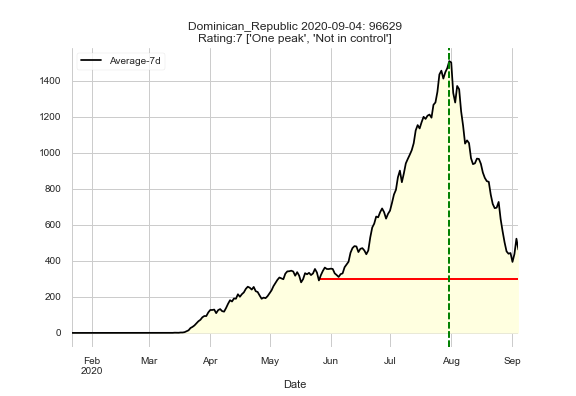 Dominican_Republic 2020-09-04: 96629
Rating:7 ['One peak', 'Not in control']
Average-7d
1400
1200
1000
800
600
400
200
0
Feb Mar Apr May Jun Jul Aug Sep
2020
Date